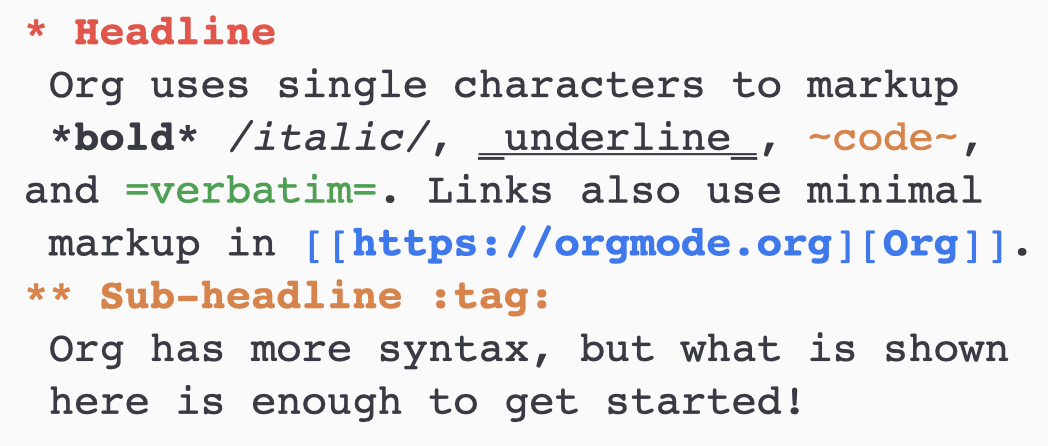 * Headline
Org uses single characters to markup
*bold* /italic/, _underline_, ~code~,
and =verbatim=. Links also use minimal
markup in [[https://orgmode.org][Org]].
** Sub-headline :tag:
Org has more syntax, but what is shown
here is enough to get started!